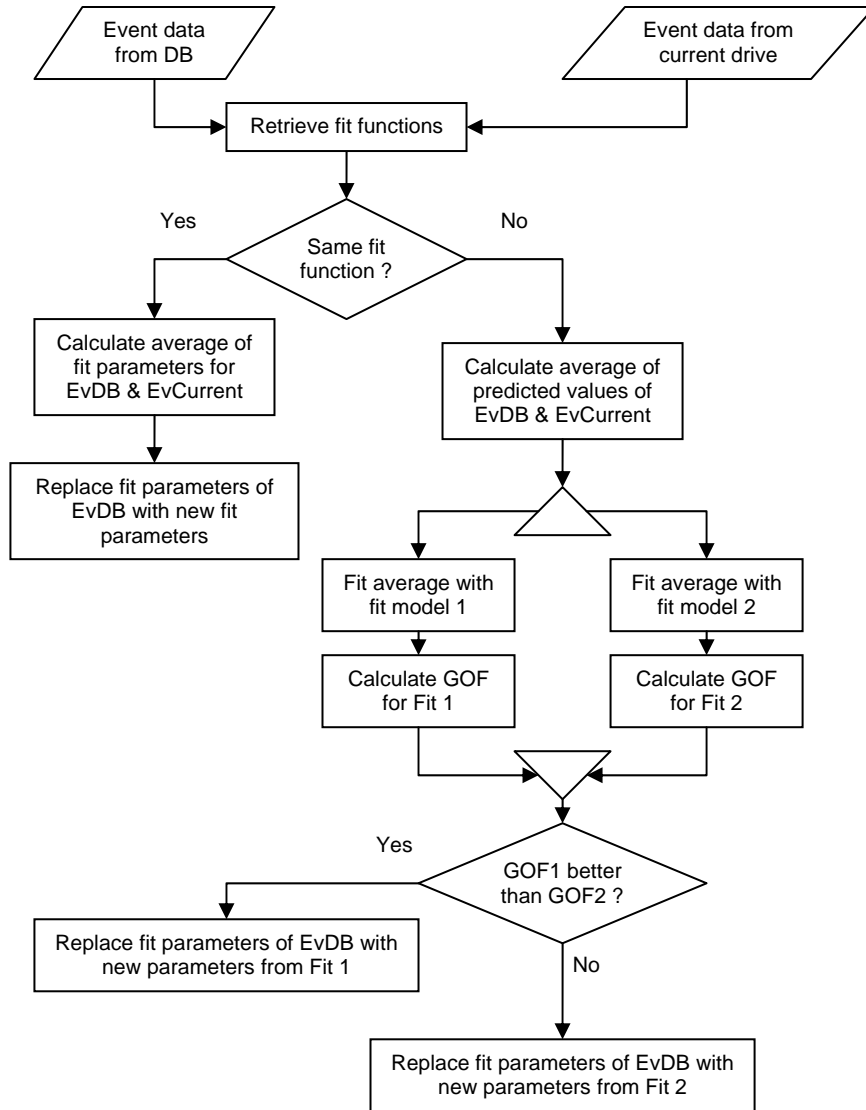 Event data
from DB
Event data from
current drive
Retrieve fit functions
Yes
No
Same fit
function ?
Calculate average of
fit parameters for
EvDB & EvCurrent
Calculate average of
predicted values of
EvDB & EvCurrent
Replace fit parameters of
EvDB with new fit
parameters
Fit average with
fit model 1
Fit average with
fit model 2
Calculate GOF
for Fit 1
Calculate GOF
for Fit 2
Yes
GOF1 better
than GOF2 ?
Replace fit parameters of EvDB with
new parameters from Fit 1
No
Replace fit parameters of EvDB with
new parameters from Fit 2